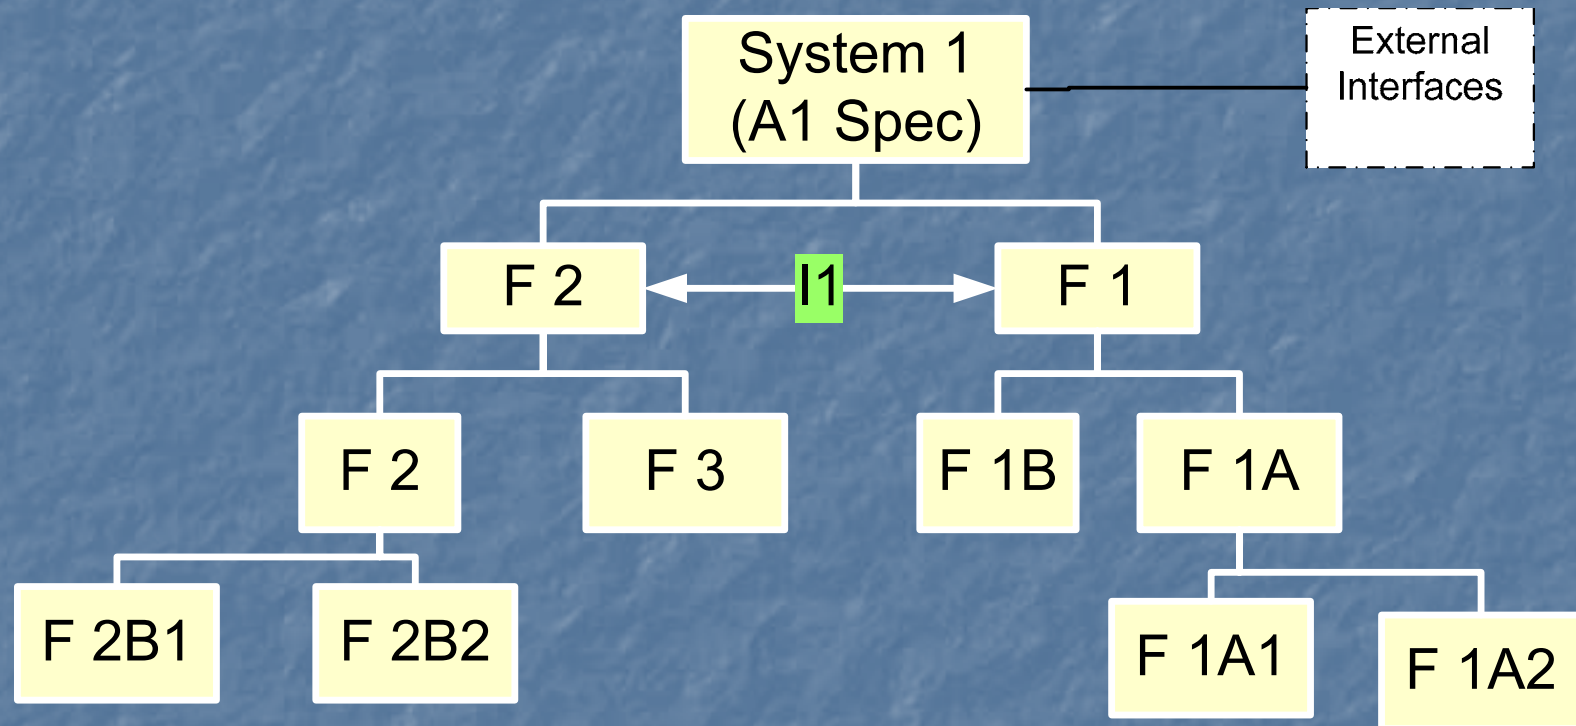 System 1
(A1 Spec)
External
Interfaces
F 2
I1
F 1
F 2
F 3
F 1B
F 1A
F 2B1
F 2B2
F 1A1
F 1A2